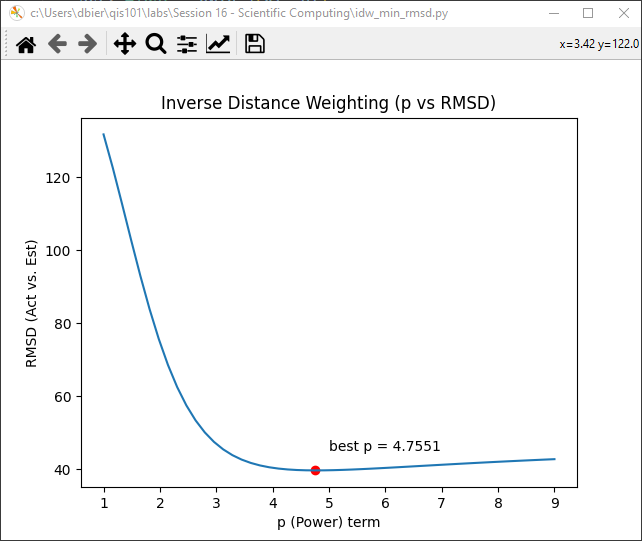 c:\Users\dbier\qis101\labs\Session 16 - Scientific Computing\idw_min_rmsd.py
x=3.42 y=122.0
Inverse Distance Weighting (p vs RMSD)
120
100
80
60
40
RMSD (Act vs. Est)
best p = 4.7551
1 2 3 4 5 6 7 8 9
p (Power) term